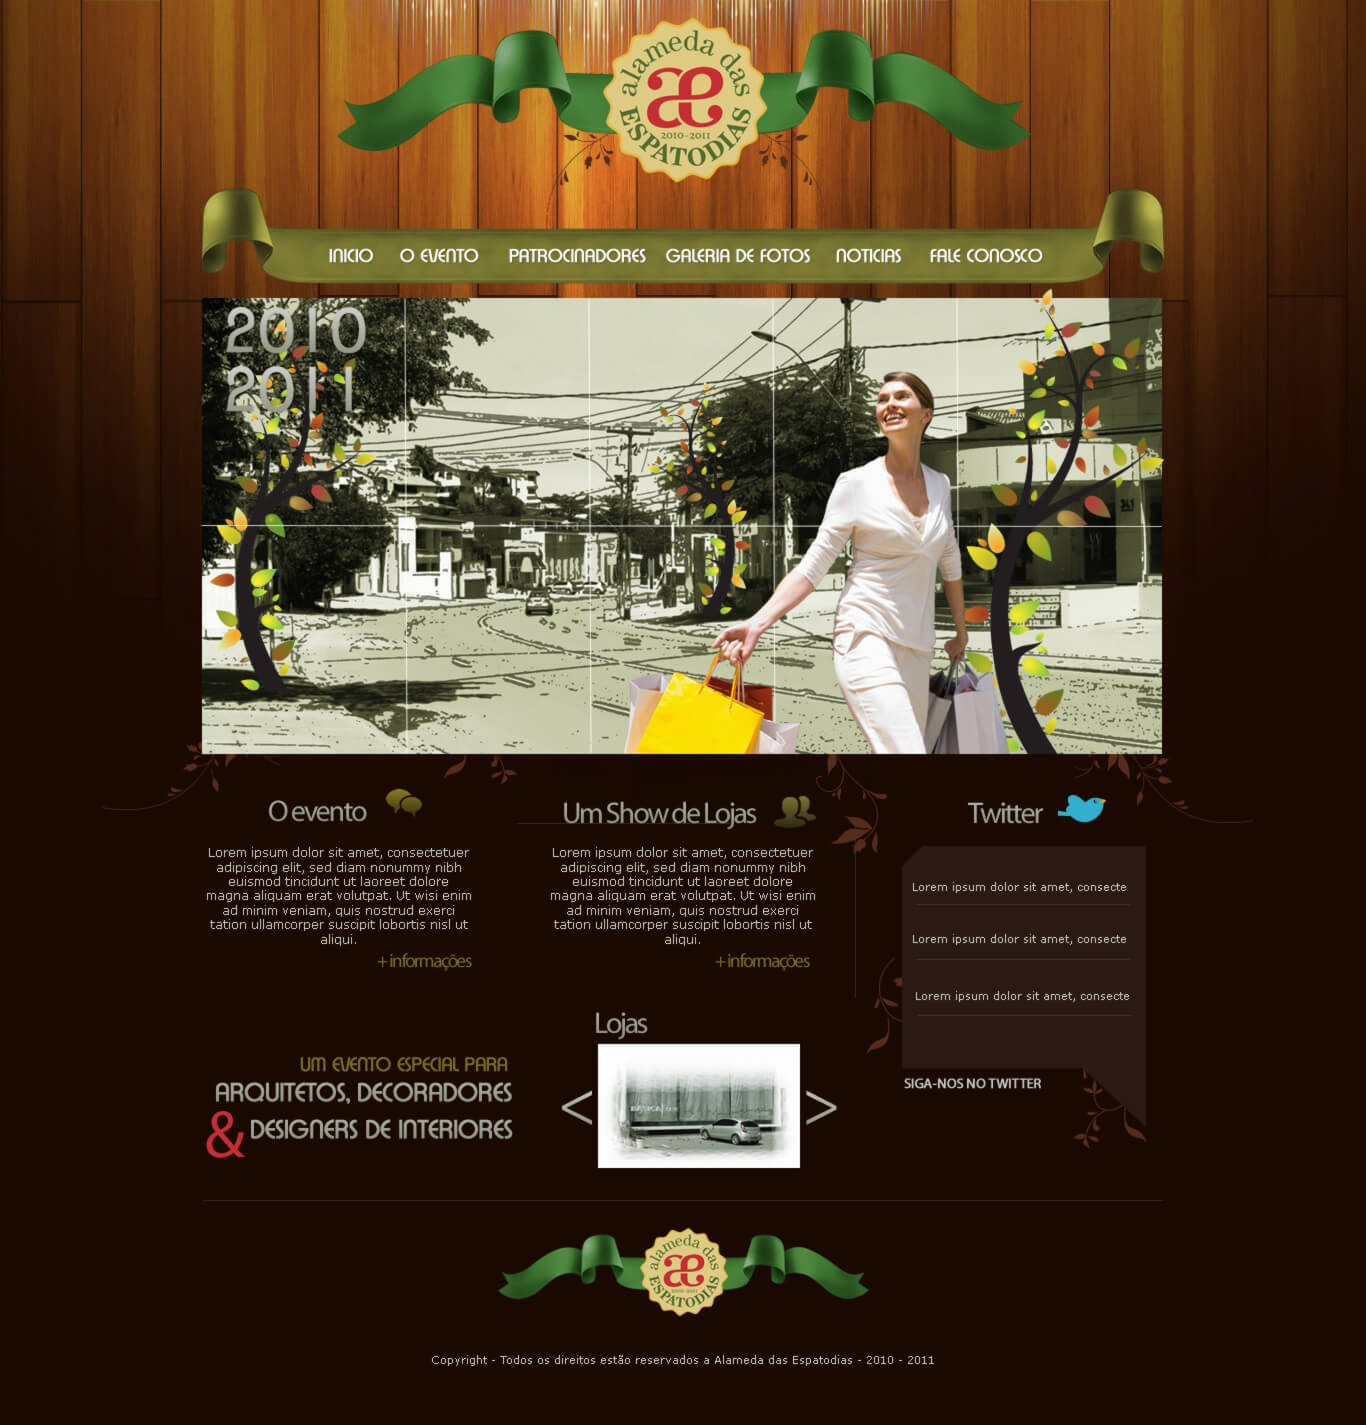 alameda das
æ
2010-2011
ESPATODIAS
INICIO O EVENTO PATROCINADORES GALERIA DE FOTOS NOTICIAS FALE CONOSCO
2010
2011
O evento
Lorem ipsum dolor sit amet, consectetuer
adipiscing elit, sed diam nonummy nibh
euismod tincidunt ut laoreet dolore
magna aliquam erat volutpat. Ut wisi enim
ad minim veniam, quis nostrud exerci
tation ullamcorper suscipit lobortis nisl ut
aliqui.
+informações
Um Show de Lojas
Lorem ipsum dolor sit amet, consectetuer
adipiscing elit, sed diam nonummy nibh
euismod tincidunt ut laoreet dolore
magna aliquam erat volutpat. Ut wisi enim
ad minim veniam, quis nostrud exerci
tation ullamcorper suscipit lobortis nisl ut
aliqui.
+informações
Twitter
Lorem ipsum dolor sit amet, consecte
Lorem ipsum dolor sit amet, consecte
Lorem ipsum dolor sit amet, consecte
SIGA-NOS NO TWITTER
UM EVENTO ESPECIAL PARA
ARQUITETOS, DECORADORES
& DESIGNERS DE INTERIORES
Lojas
< >
alameda das
æ
2010-2011
ESPATODIAS
Copyright - Todos os direitos estão reservados a Alameda das Espatodias - 2010 - 2011